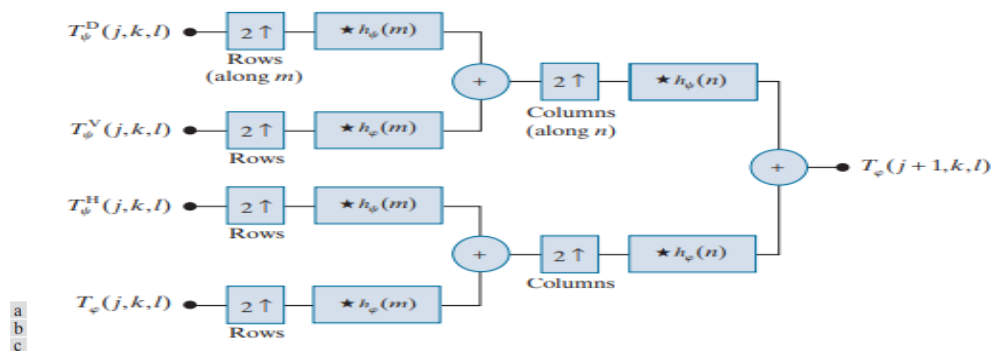 T_ψ^D(j,k,l) 2↑ ★h_ψ(m)
Rows
(along m)
+ 2↑ ★h_ψ(n)
Columns
(along n)
T_ψ^V(j,k,l) 2↑ ★h_φ(m)
Rows
+ T_φ(j+1,k,l)
T_ψ^H(j,k,l) 2↑ ★h_ψ(m)
Rows
+ 2↑ ★h_φ(n)
Columns
T_φ(j,k,l) 2↑ ★h_φ(m)
Rows
a
b
c